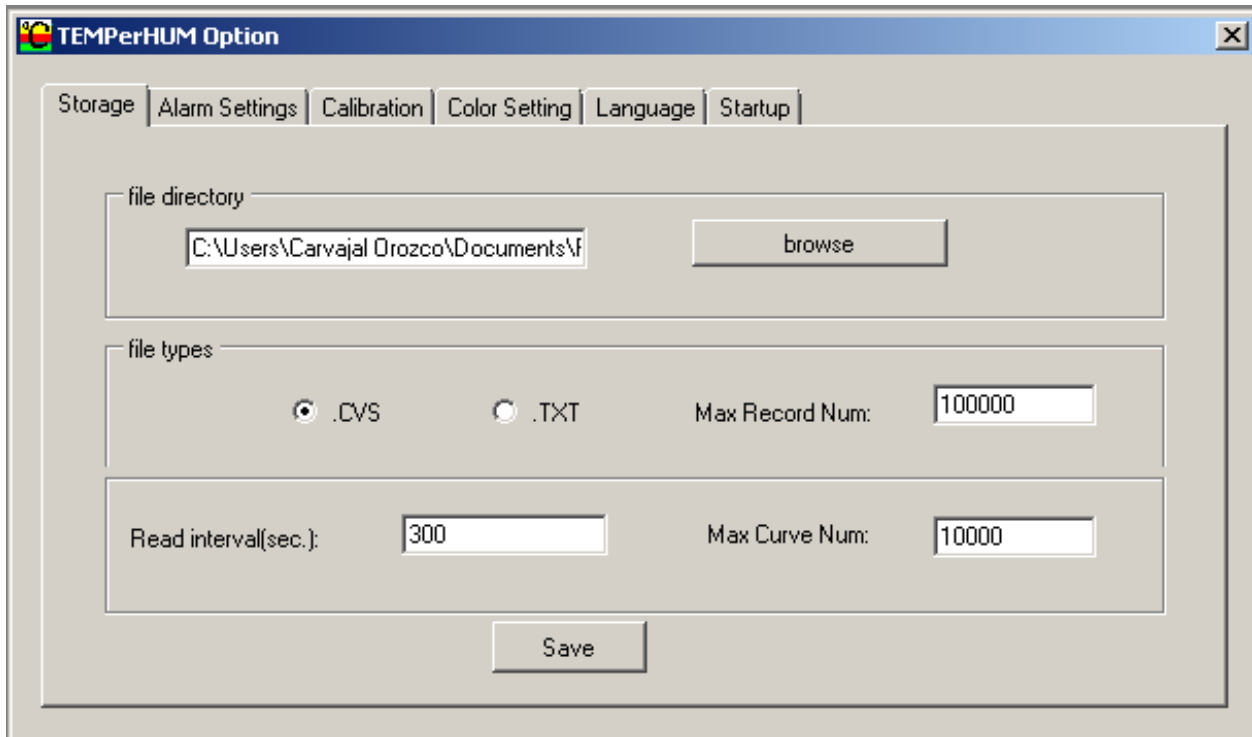 TEMPerHUM Option
Storage Alarm Settings Calibration Color Setting Language Startup
file directory
C:\Users\Carvajal Orozco\Documents\F browse
file types
.CVS .TXT Max Record Num: 100000
Read interval(sec.): 300 Max Curve Num: 10000
Save